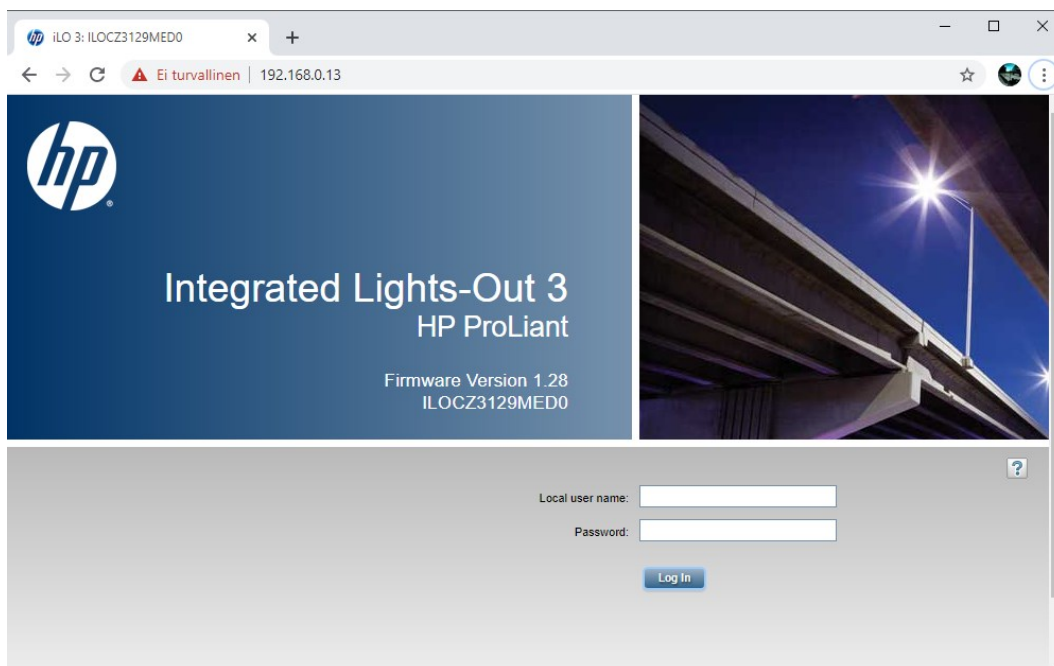 iLO 3: ILOCZ3129MED0
Ei turvallinen | 192.168.0.13
hp
Integrated Lights-Out 3
HP ProLiant
Firmware Version 1.28
ILOCZ3129MED0
?
Local user name:
Password:
Log In